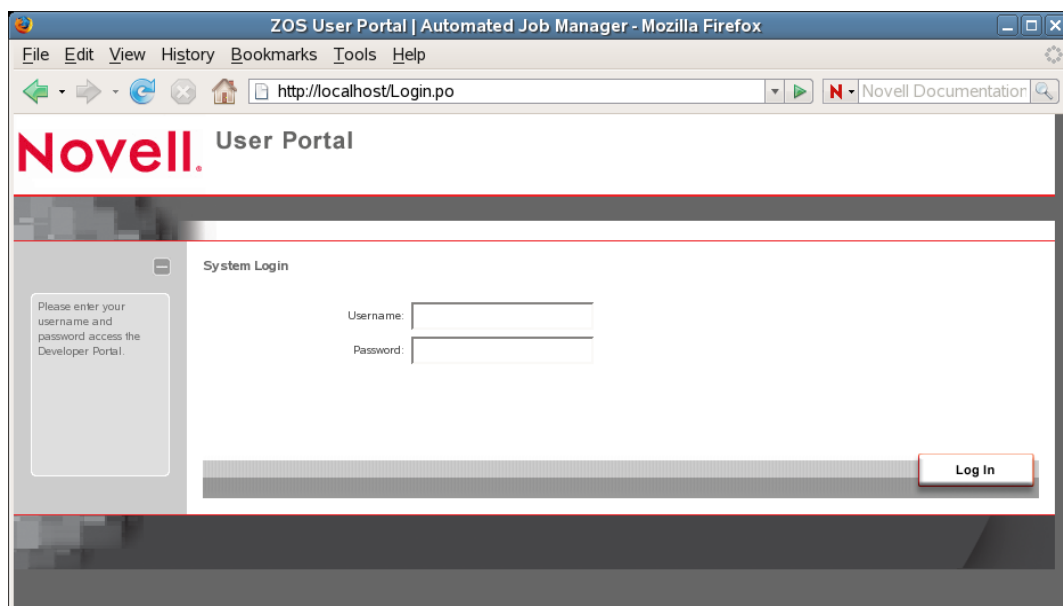 ZOS User Portal | Automated Job Manager - Mozilla Firefox
File Edit View History Bookmarks Tools Help
http://localhost/Login.po
N Novell Documentation
Novell® User Portal
System Login
Please enter your
username and
password access the
Developer Portal.
Username:
Password:
Log In